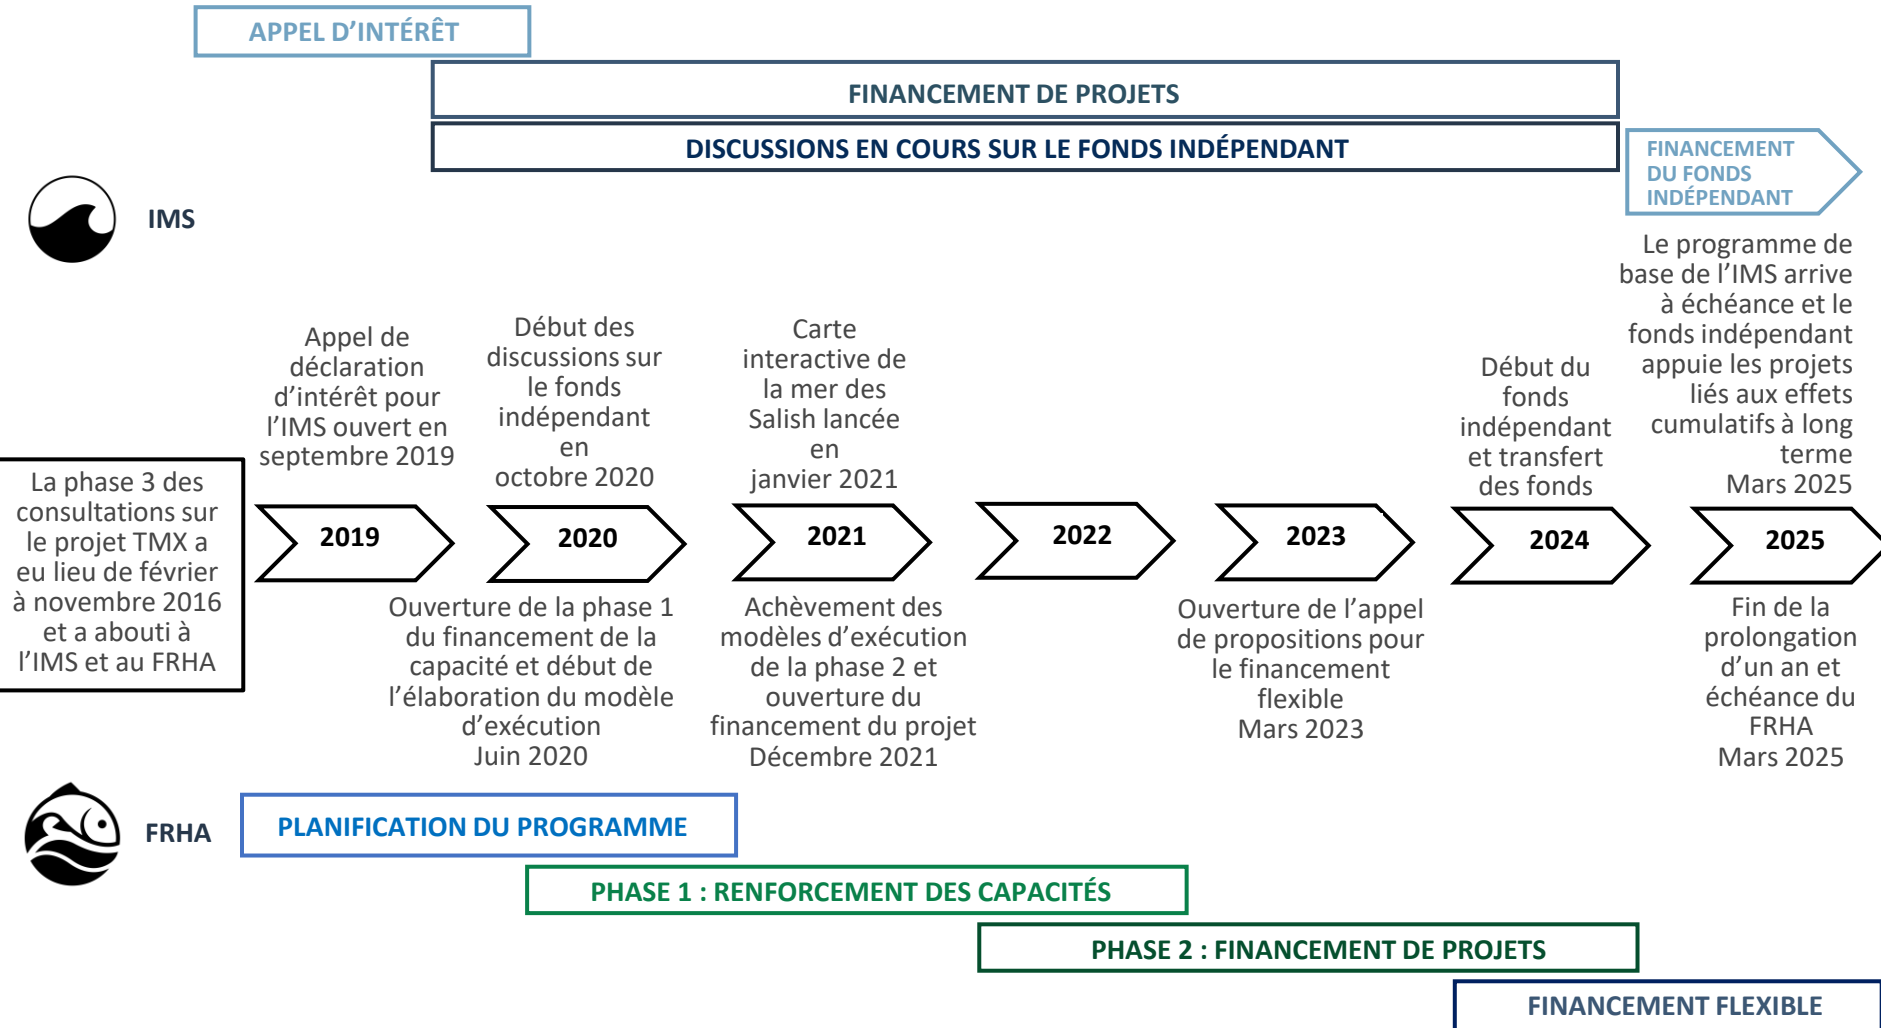 APPEL D’INTÉRÊT
FINANCEMENT DE PROJETS
DISCUSSIONS EN COURS SUR LE FONDS INDÉPENDANT
FINANCEMENT
DU FONDS
INDÉPENDANT
IMS
Appel de
déclaration
d’intérêt pour
l’IMS ouvert en
septembre 2019
Début des
discussions sur
le fonds
indépendant
en
octobre 2020
Carte
interactive de
la mer des
Salish lancée
en
janvier 2021
Début du
fonds
indépendant
et transfert
des fonds
Le programme de
base de l’IMS arrive
à échéance et le
fonds indépendant
appuie les projets
liés aux effets
cumulatifs à long
terme
Mars 2025
La phase 3 des
consultations sur
le projet TMX a
eu lieu de février
à novembre 2016
et a abouti à
l’IMS et au FRHA
2019
2020
2021
2022
2023
2024
2025
Ouverture de la phase 1
du financement de la
capacité et début de
l’élaboration du modèle
d’exécution
Juin 2020
Achèvement des
modèles d’exécution
de la phase 2 et
ouverture du
financement du projet
Décembre 2021
Ouverture de l’appel
de propositions pour
le financement
flexible
Mars 2023
Fin de la
prolongation
d’un an et
échéance du
FRHA
Mars 2025
FRHA
PLANIFICATION DU PROGRAMME
PHASE 1 : RENFORCEMENT DES CAPACITÉS
PHASE 2 : FINANCEMENT DE PROJETS
FINANCEMENT FLEXIBLE